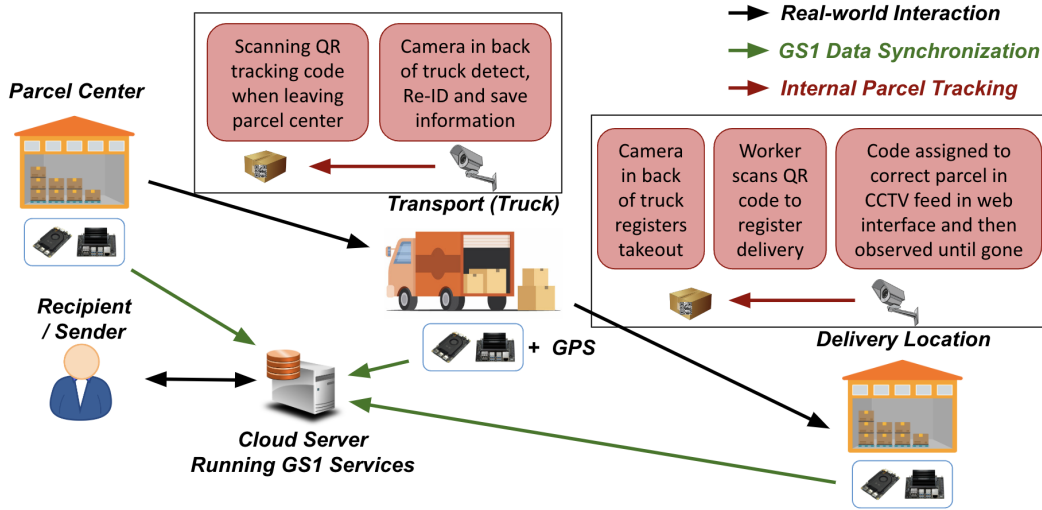 Real-world Interaction
GS1 Data Synchronization
Internal Parcel Tracking
Parcel Center
Scanning QR
tracking code
when leaving
parcel center
Camera in back
of truck detect,
Re-ID and save
information
Transport (Truck)
Camera
in back
of truck
registers
takeout
Worker
scans QR
code to
register
delivery
Code assigned to
correct parcel in
CCTV feed in web
interface and then
observed until gone
Recipient
/ Sender
+ GPS
Delivery Location
Cloud Server
Running GS1 Services